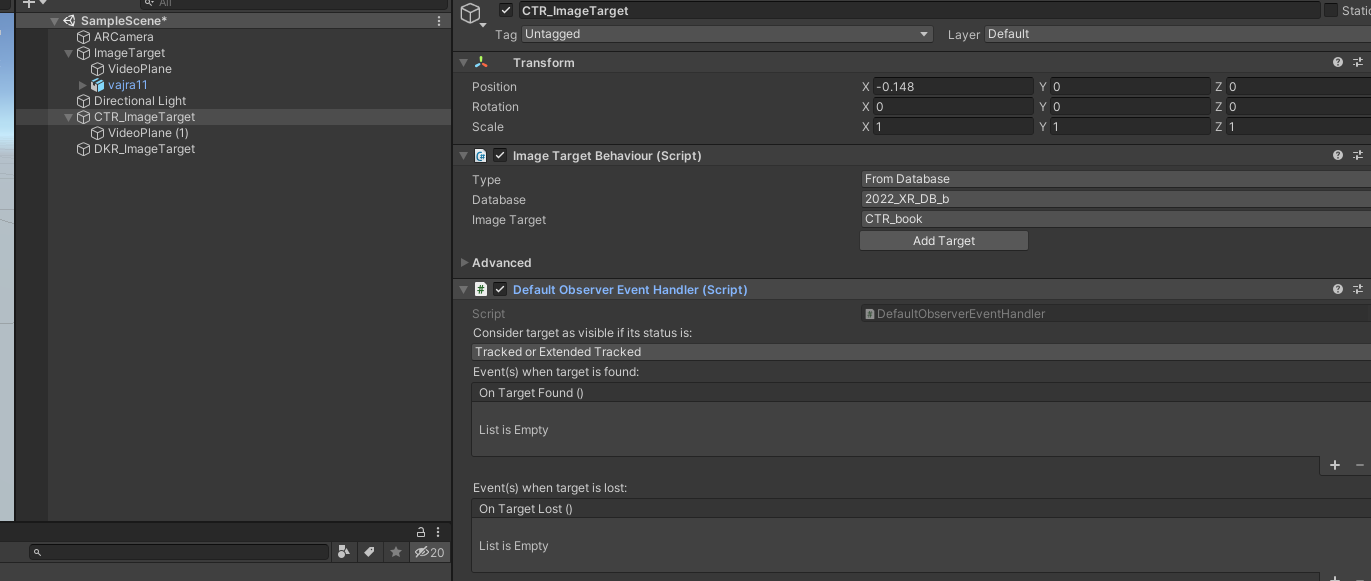 All
SampleScene*
ARCamera
ImageTarget
VideoPlane
vajra11
Directional Light
CTR_ImageTarget
VideoPlane (1)
DKR_ImageTarget
20
CTR_ImageTarget
Tag Untagged Layer Default
Transform
Position X -0.148 Y 0 Z 0
Rotation X 0 Y 0 Z 0
Scale X 1 Y 1 Z 1
Image Target Behaviour (Script)
Type From Database
Database 2022_XR_DB_b
Image Target CTR_book
Add Target
Advanced
# Default Observer Event Handler (Script)
Script DefaultObserverEventHandler
Consider target as visible if its status is:
Tracked or Extended Tracked
Event(s) when target is found:
On Target Found ()
List is Empty
+ −
Event(s) when target is lost:
On Target Lost ()
List is Empty